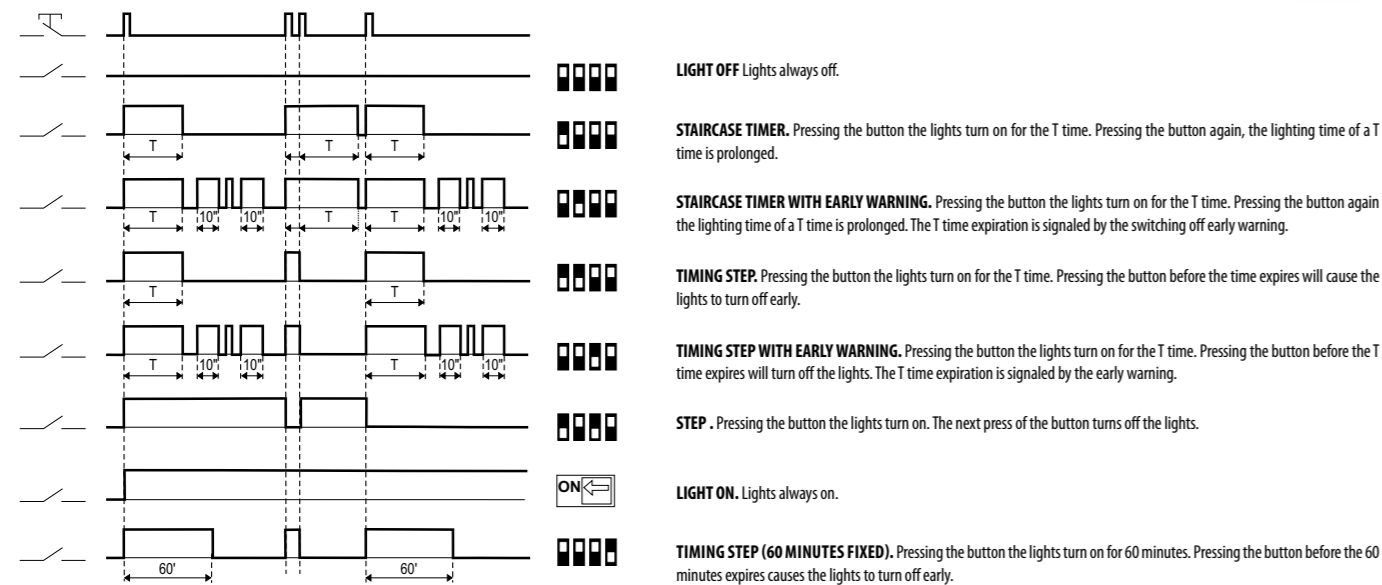 LIGHT OFF Lights always off.
T T T
STAIRCASE TIMER. Pressing the button the lights turn on for the T time. Pressing the button again, the lighting time of a T
time is prolonged.
T 10" 10" T T 10" 10"
STAIRCASE TIMER WITH EARLY WARNING. Pressing the button the lights turn on for the T time. Pressing the button again
the lighting time of a T time is prolonged. The T time expiration is signaled by the switching off early warning.
T T
TIMING STEP. Pressing the button the lights turn on for the T time. Pressing the button before the time expires will cause the
lights to turn off early.
T 10" 10" T 10" 10"
TIMING STEP WITH EARLY WARNING. Pressing the button the lights turn on for the T time. Pressing the button before the T
time expires will turn off the lights. The T time expiration is signaled by the early warning.
STEP . Pressing the button the lights turn on. The next press of the button turns off the lights.
ON
LIGHT ON. Lights always on.
60' 60'
TIMING STEP (60 MINUTES FIXED). Pressing the button the lights turn on for 60 minutes. Pressing the button before the 60
minutes expires causes the lights to turn off early.